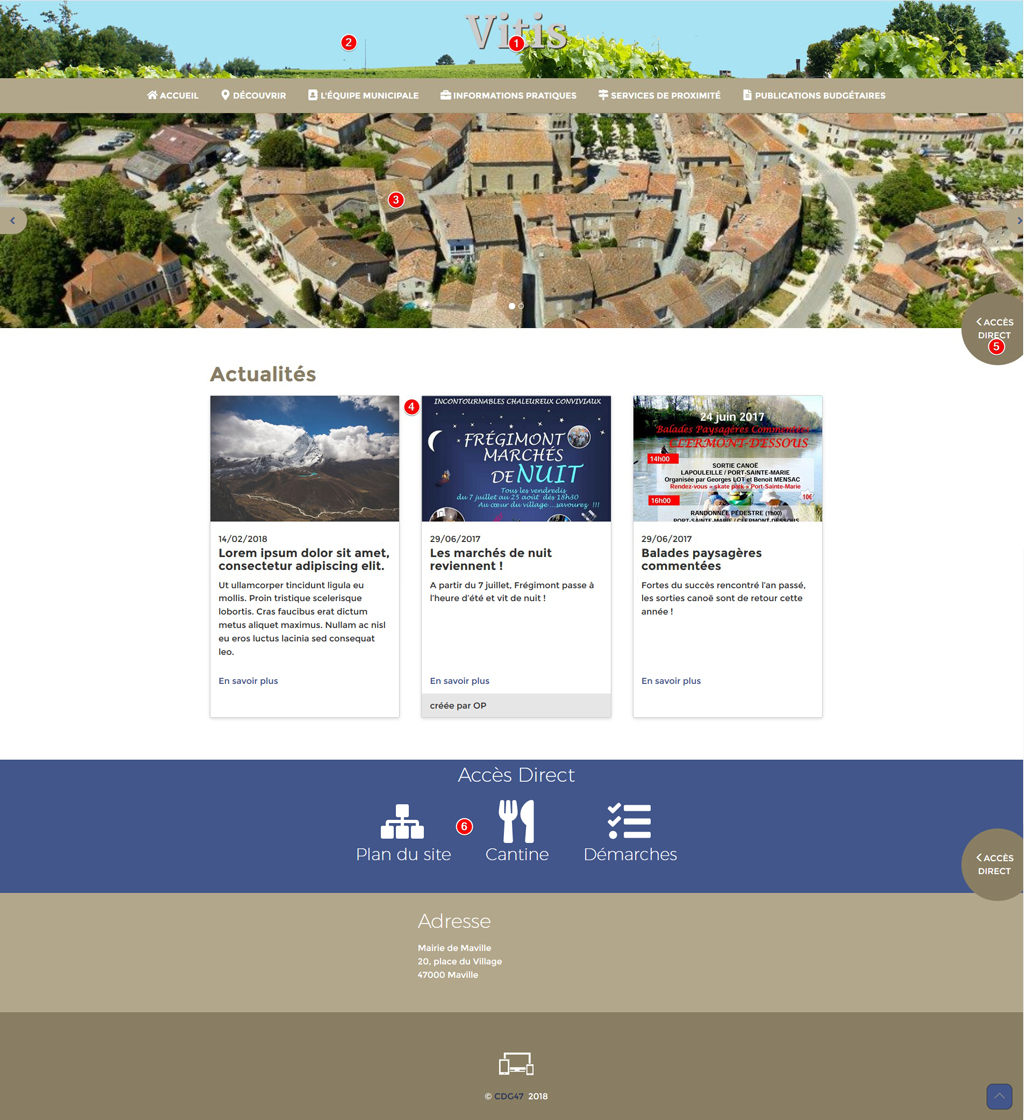 Vitis
2
1
ACCUEIL
DÉCOUVRIR
L'ÉQUIPE MUNICIPALE
INFORMATIONS PRATIQUES
SERVICES DE PROXIMITÉ
PUBLICATIONS BUDGÉTAIRES
3
ACCÈS
DIRECT
5
Actualités
4
INCONTOURNABLES CHALEUREUX CONVIVIAUX
FRÉGIMONT
MARCHÉS
DE NUIT
Tous les vendredis
du 7 juillet au 25 août dès 18h30
Au cœur du village ...savourez !!!
24 juin 2017
Balades Paysagères Commentées
CLERMONT-DESSOUS
14h00
SORTIE CANOË
LAPOULEILLE / PORT-SAINTE-MARIE
Organisée par Georges LOT et Benoit MENSAC
Rendez-vous « skate park » Port-Sainte-Marie
10€
16h00
RANDONNÉE PÉDESTRE (1h00)
PORT-SAINTE-MARIE / CLERMONT-DESSOUS
14/02/2018
Lorem ipsum dolor sit amet,
consectetur adipiscing elit.
Ut ullamcorper tincidunt ligula eu
mollis. Proin tristique scelerisque
lobortis. Cras faucibus erat dictum
metus aliquet maximus. Nullam ac nisl
eu eros luctus lacinia sed consequat
leo.
En savoir plus
29/06/2017
Les marchés de nuit
reviennent !
A partir du 7 juillet, Frégimont passe à
l'heure d'été et vit de nuit !
En savoir plus
créée par OP
29/06/2017
Balades paysagères
commentées
Fortes du succès rencontré l'an passé,
les sorties canoë sont de retour cette
année !
En savoir plus
Accès Direct
6
Plan du site
Cantine
Démarches
ACCÈS
DIRECT
Adresse
Mairie de Maville
20, place du Village
47000 Maville
© CDG47 2018